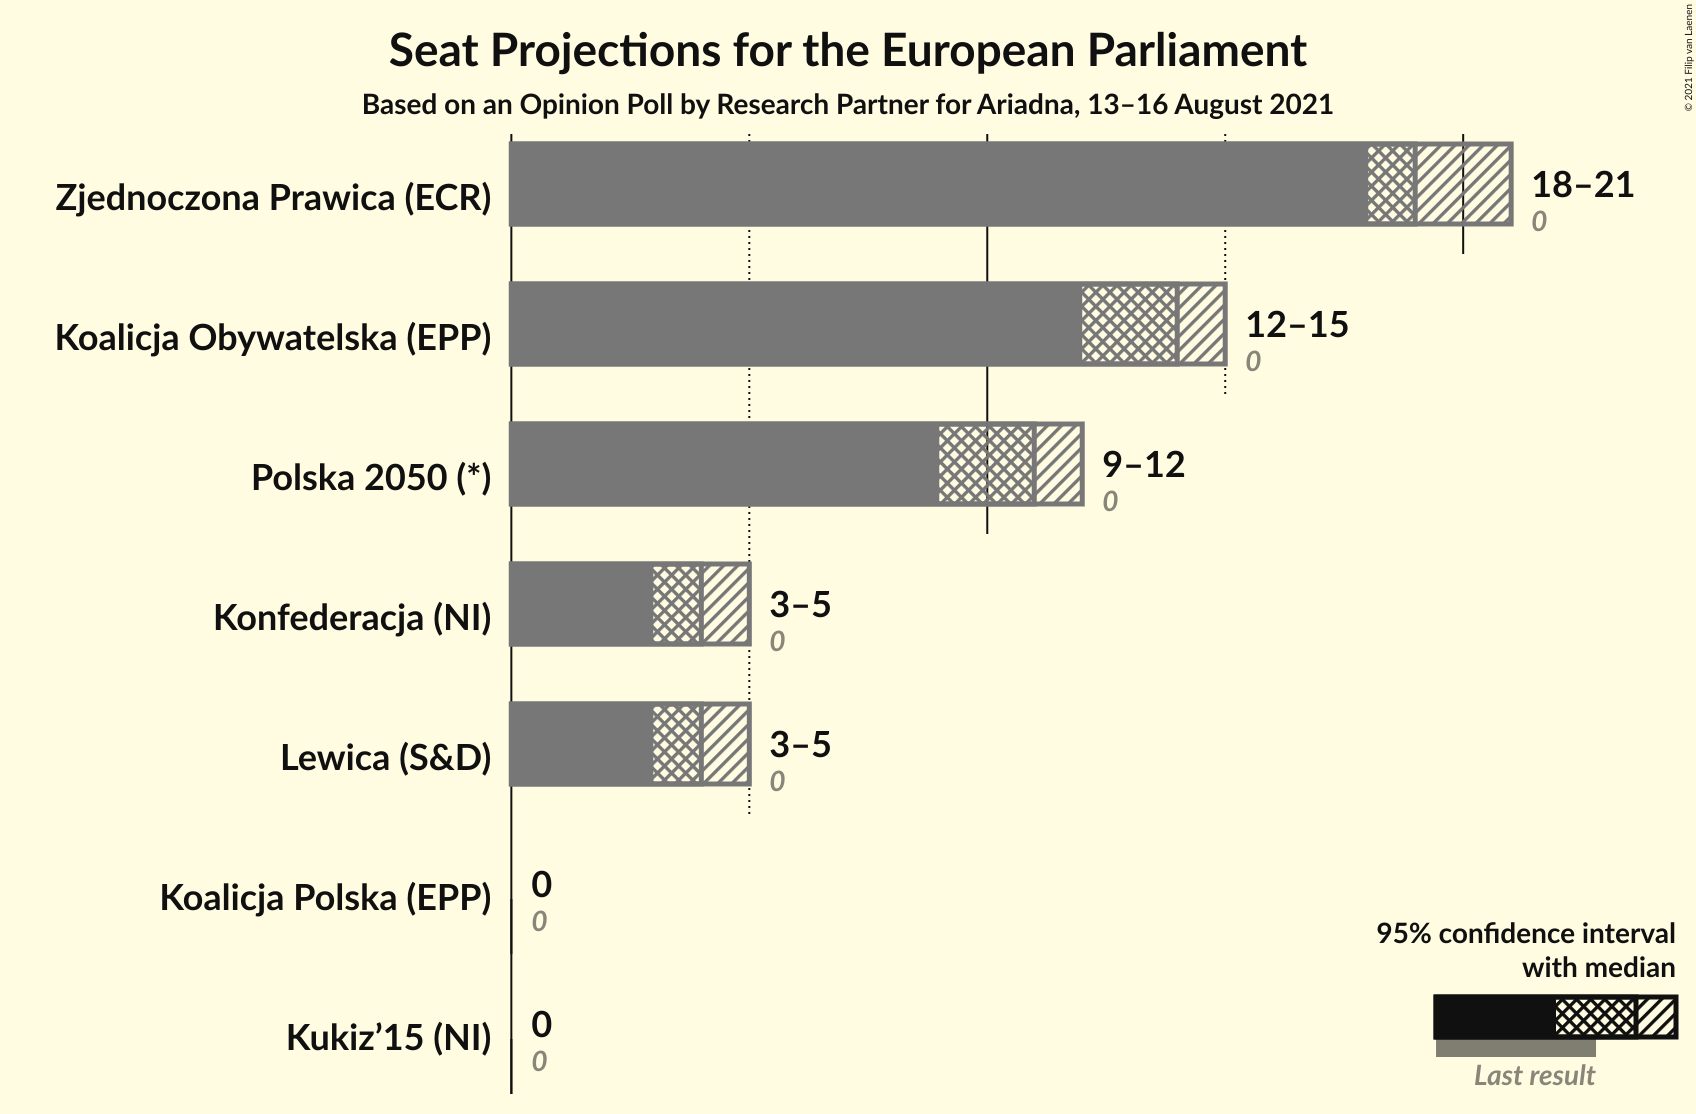 Seat Projections for the European Parliament
Based on an Opinion Poll by Research Partner for Ariadna, 13–16 August 2021
© 2021 Filip van Laenen
Zjednoczona Prawica (ECR)
18–21
0
Koalicja Obywatelska (EPP)
12–15
0
Polska 2050 (*)
9–12
0
Konfederacja (NI)
3–5
0
Lewica (S&D)
3–5
0
Koalicja Polska (EPP)
0
0
Kukiz’15 (NI)
0
0
95% confidence interval
with median
Last result